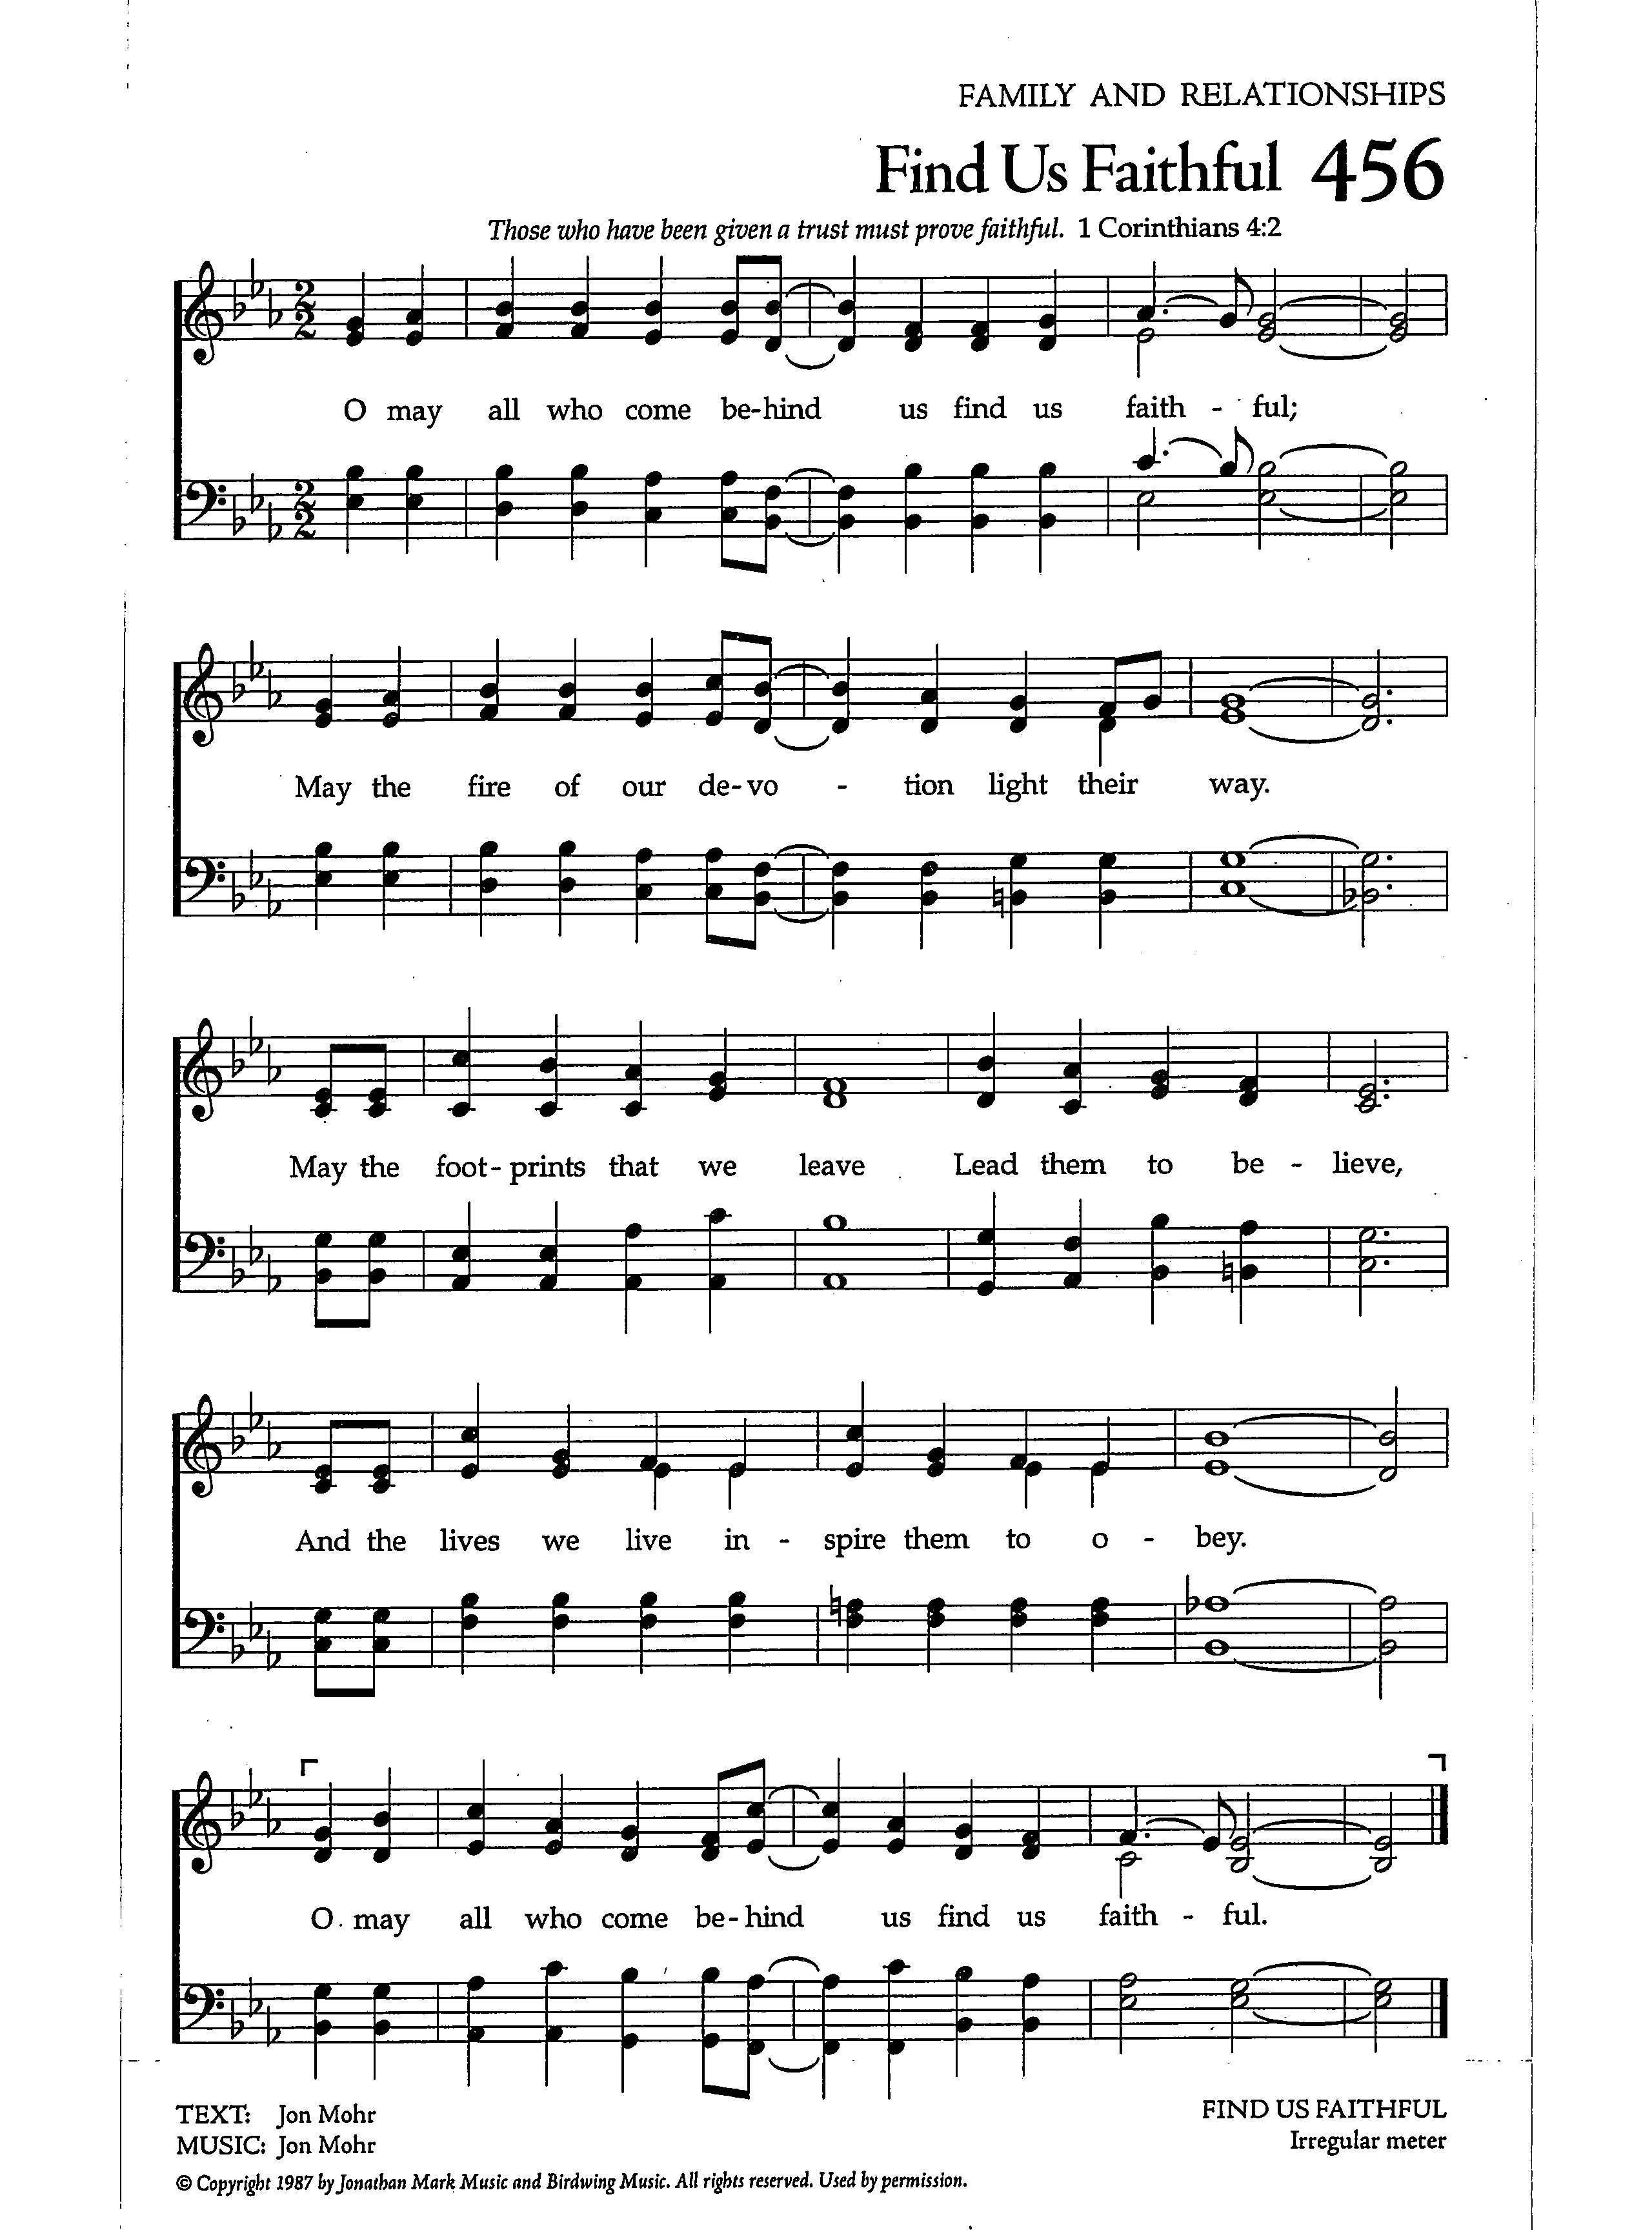 FAMILY AND RELATIONSHIPS
Find Us Faithful 456
Those who have been given a trust must prove faithful. 1 Corinthians 4:2
2 2
O may all who come be-hind us find us faith - ful;
2 2
May the fire of our de-vo - tion light their way.
May the foot-prints that we leave Lead them to be - lieve,
And the lives we live in - spire them to o - bey.
O may all who come be-hind us find us faith - ful.
TEXT: Jon Mohr
MUSIC: Jon Mohr
FIND US FAITHFUL
Irregular meter
© Copyright 1987 by Jonathan Mark Music and Birdwing Music. All rights reserved. Used by permission.